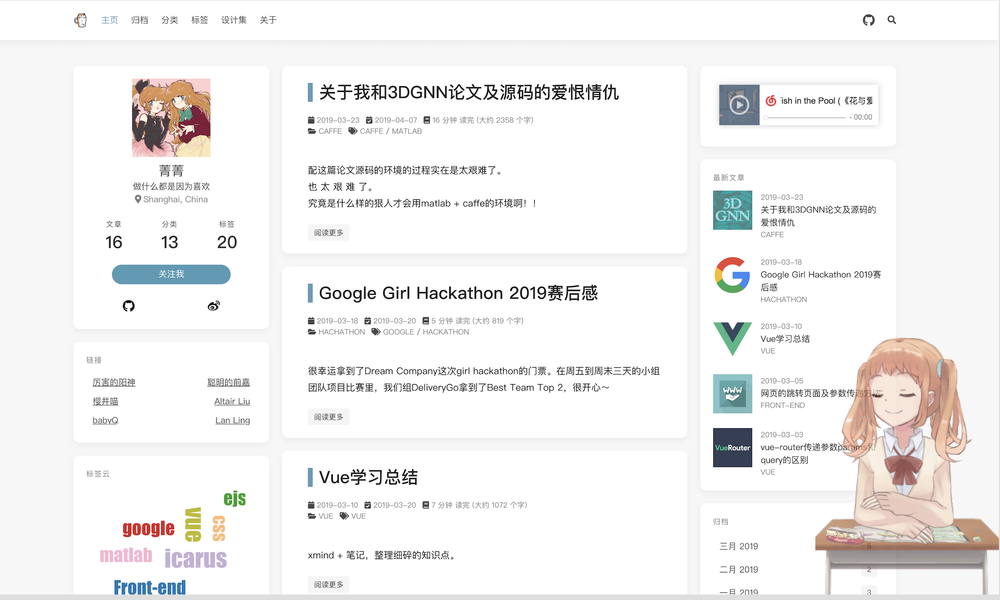 主页 归档 分类 标签 设计集 关于
菁菁
做什么都是因为喜欢
Shanghai, China
文章 分类 标签
16 13 20
关注我
链接
厉害的阳神 聪明的前嘉
樱井喵 Altair Liu
babyQ Lan Ling
标签云
ejs
google
vue
css
matlab
icarus
Front-end
关于我和3DGNN论文及源码的爱恨情仇
2019-03-23 2019-04-07 16 分钟 读完 (大约 2358 个字)
CAFFE CAFFE / MATLAB
配这篇论文源码的环境的过程实在是太艰难了。
也 太 艰 难 了。
究竟是什么样的狠人才会用matlab + caffe的环境啊！！
阅读更多
Google Girl Hackathon 2019赛后感
2019-03-18 2019-03-20 5 分钟 读完 (大约 819 个字)
HACHATHON GOOGLE / HACKATHON
很幸运拿到了Dream Company这次girl hackathon的门票。在周五到周末三天的小组
团队项目比赛里，我们组DeliveryGo拿到了Best Team Top 2，很开心～
阅读更多
Vue学习总结
2019-03-10 2019-03-20 7 分钟 读完 (大约 1072 个字)
VUE VUE
xmind + 笔记，整理细碎的知识点。
阅读更多
ish in the Pool (《花与爱
- 00:00
最新文章
3D
GNN
2019-03-23
关于我和3DGNN论文及源码的
爱恨情仇
CAFFE
2019-03-18
Google Girl Hackathon 2019赛
后感
HACHATHON
2019-03-10
Vue学习总结
VUE
www
2019-03-05
网页的跳转页面及参数传递方法
FRONT-END
VueRouter
2019-03-03
vue-router传递参数params和
query的区别
VUE
归档
三月 2019 5
二月 2019 2
一月 2019 3